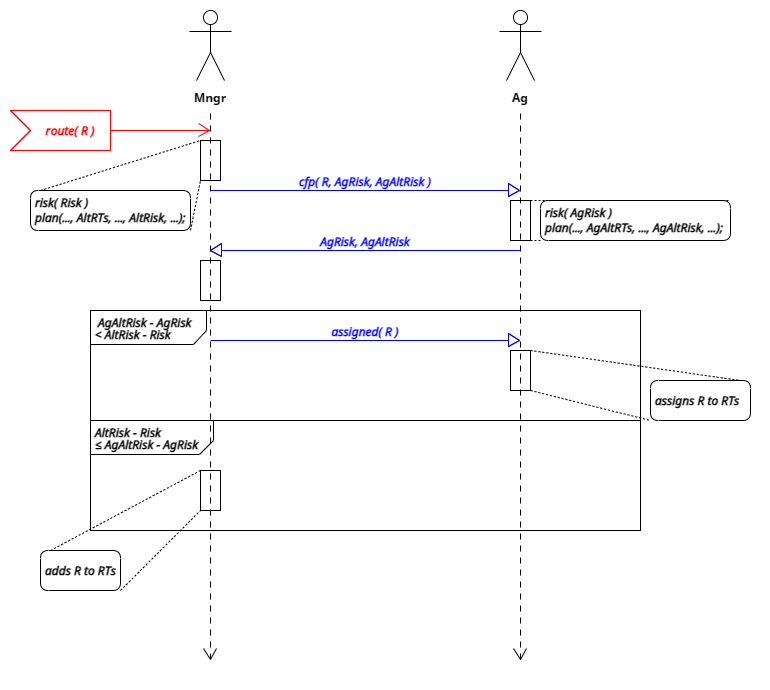 Mngr
Ag
route( R )
cfp( R, AgRisk, AgAltRisk )
risk( Risk )
plan(..., AltRTs, ..., AltRisk, ...);
risk( AgRisk )
plan(..., AgAltRTs, ..., AgAltRisk, ...);
AgRisk, AgAltRisk
AgAltRisk - AgRisk
< AltRisk - Risk
assigned( R )
assigns R to RTs
AltRisk - Risk
≤ AgAltRisk - AgRisk
adds R to RTs